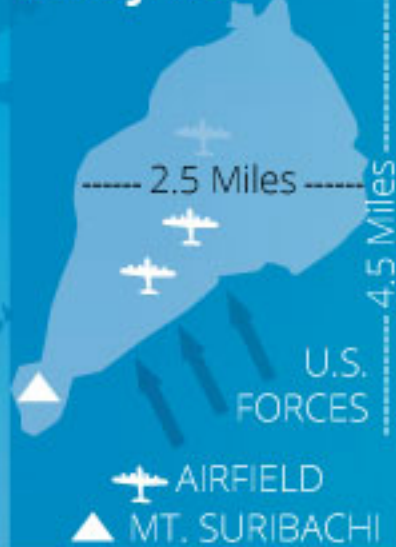 2.5 Miles
4.5 Miles
U.S.
FORCES
AIRFIELD
MT. SURIBACHI